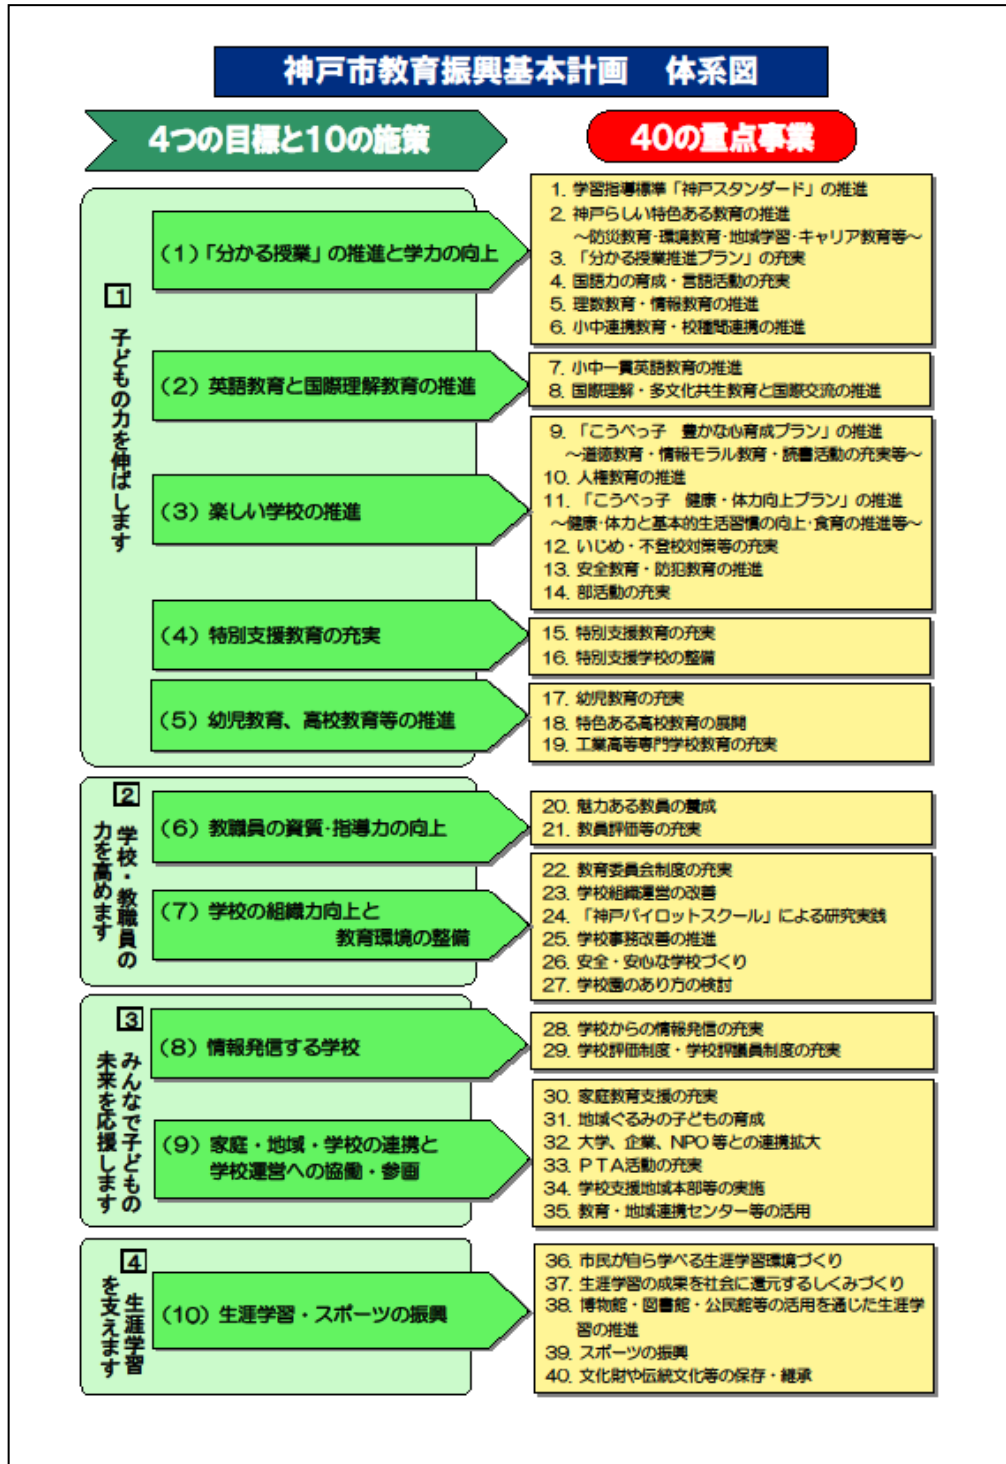 神戸市教育振興基本計画　体系図
4つの目標と10の施策
40の重点事業
1 子どもの力を伸ばします
(1)「分かる授業」の推進と学力の向上
1. 学習指導標準「神戸スタンダード」の推進
2. 神戸らしい特色ある教育の推進
～防災教育・環境教育・地域学習・キャリア教育等～
3. 「分かる授業推進プラン」の充実
4. 国語力の育成・言語活動の充実
5. 理数教育・情報教育の推進
6. 小中連携教育・校種間連携の推進
(2) 英語教育と国際理解教育の推進
7. 小中一貫英語教育の推進
8. 国際理解・多文化共生教育と国際交流の推進
(3) 楽しい学校の推進
9. 「こうべっ子　豊かな心育成プラン」の推進
～道徳教育・情報モラル教育・読書活動の充実等～
10. 人権教育の推進
11. 「こうべっ子　健康・体力向上プラン」の推進
～健康・体力と基本的生活習慣の向上・食育の推進等～
12. いじめ・不登校対策等の充実
13. 安全教育・防犯教育の推進
14. 部活動の充実
(4) 特別支援教育の充実
15. 特別支援教育の充実
16. 特別支援学校の整備
(5) 幼児教育、高校教育等の推進
17. 幼児教育の充実
18. 特色ある高校教育の展開
19. 工業高等専門学校教育の充実
2 学校・教職員の
力を高めます
(6) 教職員の資質・指導力の向上
20. 魅力ある教員の養成
21. 教員評価等の充実
(7) 学校の組織力向上と
教育環境の整備
22. 教育委員会制度の充実
23. 学校組織運営の改善
24. 「神戸パイロットスクール」による研究実践
25. 学校事務改善の推進
26. 安全・安心な学校づくり
27. 学校園のあり方の検討
3 みんなで子どもの
未来を応援します
(8) 情報発信する学校
28. 学校からの情報発信の充実
29. 学校評価制度・学校評議員制度の充実
(9) 家庭・地域・学校の連携と
学校運営への協働・参画
30. 家庭教育支援の充実
31. 地域ぐるみの子どもの育成
32. 大学、企業、NPO等との連携拡大
33. PTA活動の充実
34. 学校支援地域本部等の実施
35. 教育・地域連携センター等の活用
4 生涯学習
を支えます
(10) 生涯学習・スポーツの振興
36. 市民が自ら学べる生涯学習環境づくり
37. 生涯学習の成果を社会に還元するしくみづくり
38. 博物館・図書館・公民館等の活用を通じた生涯学
習の推進
39. スポーツの振興
40. 文化財や伝統文化等の保存・継承